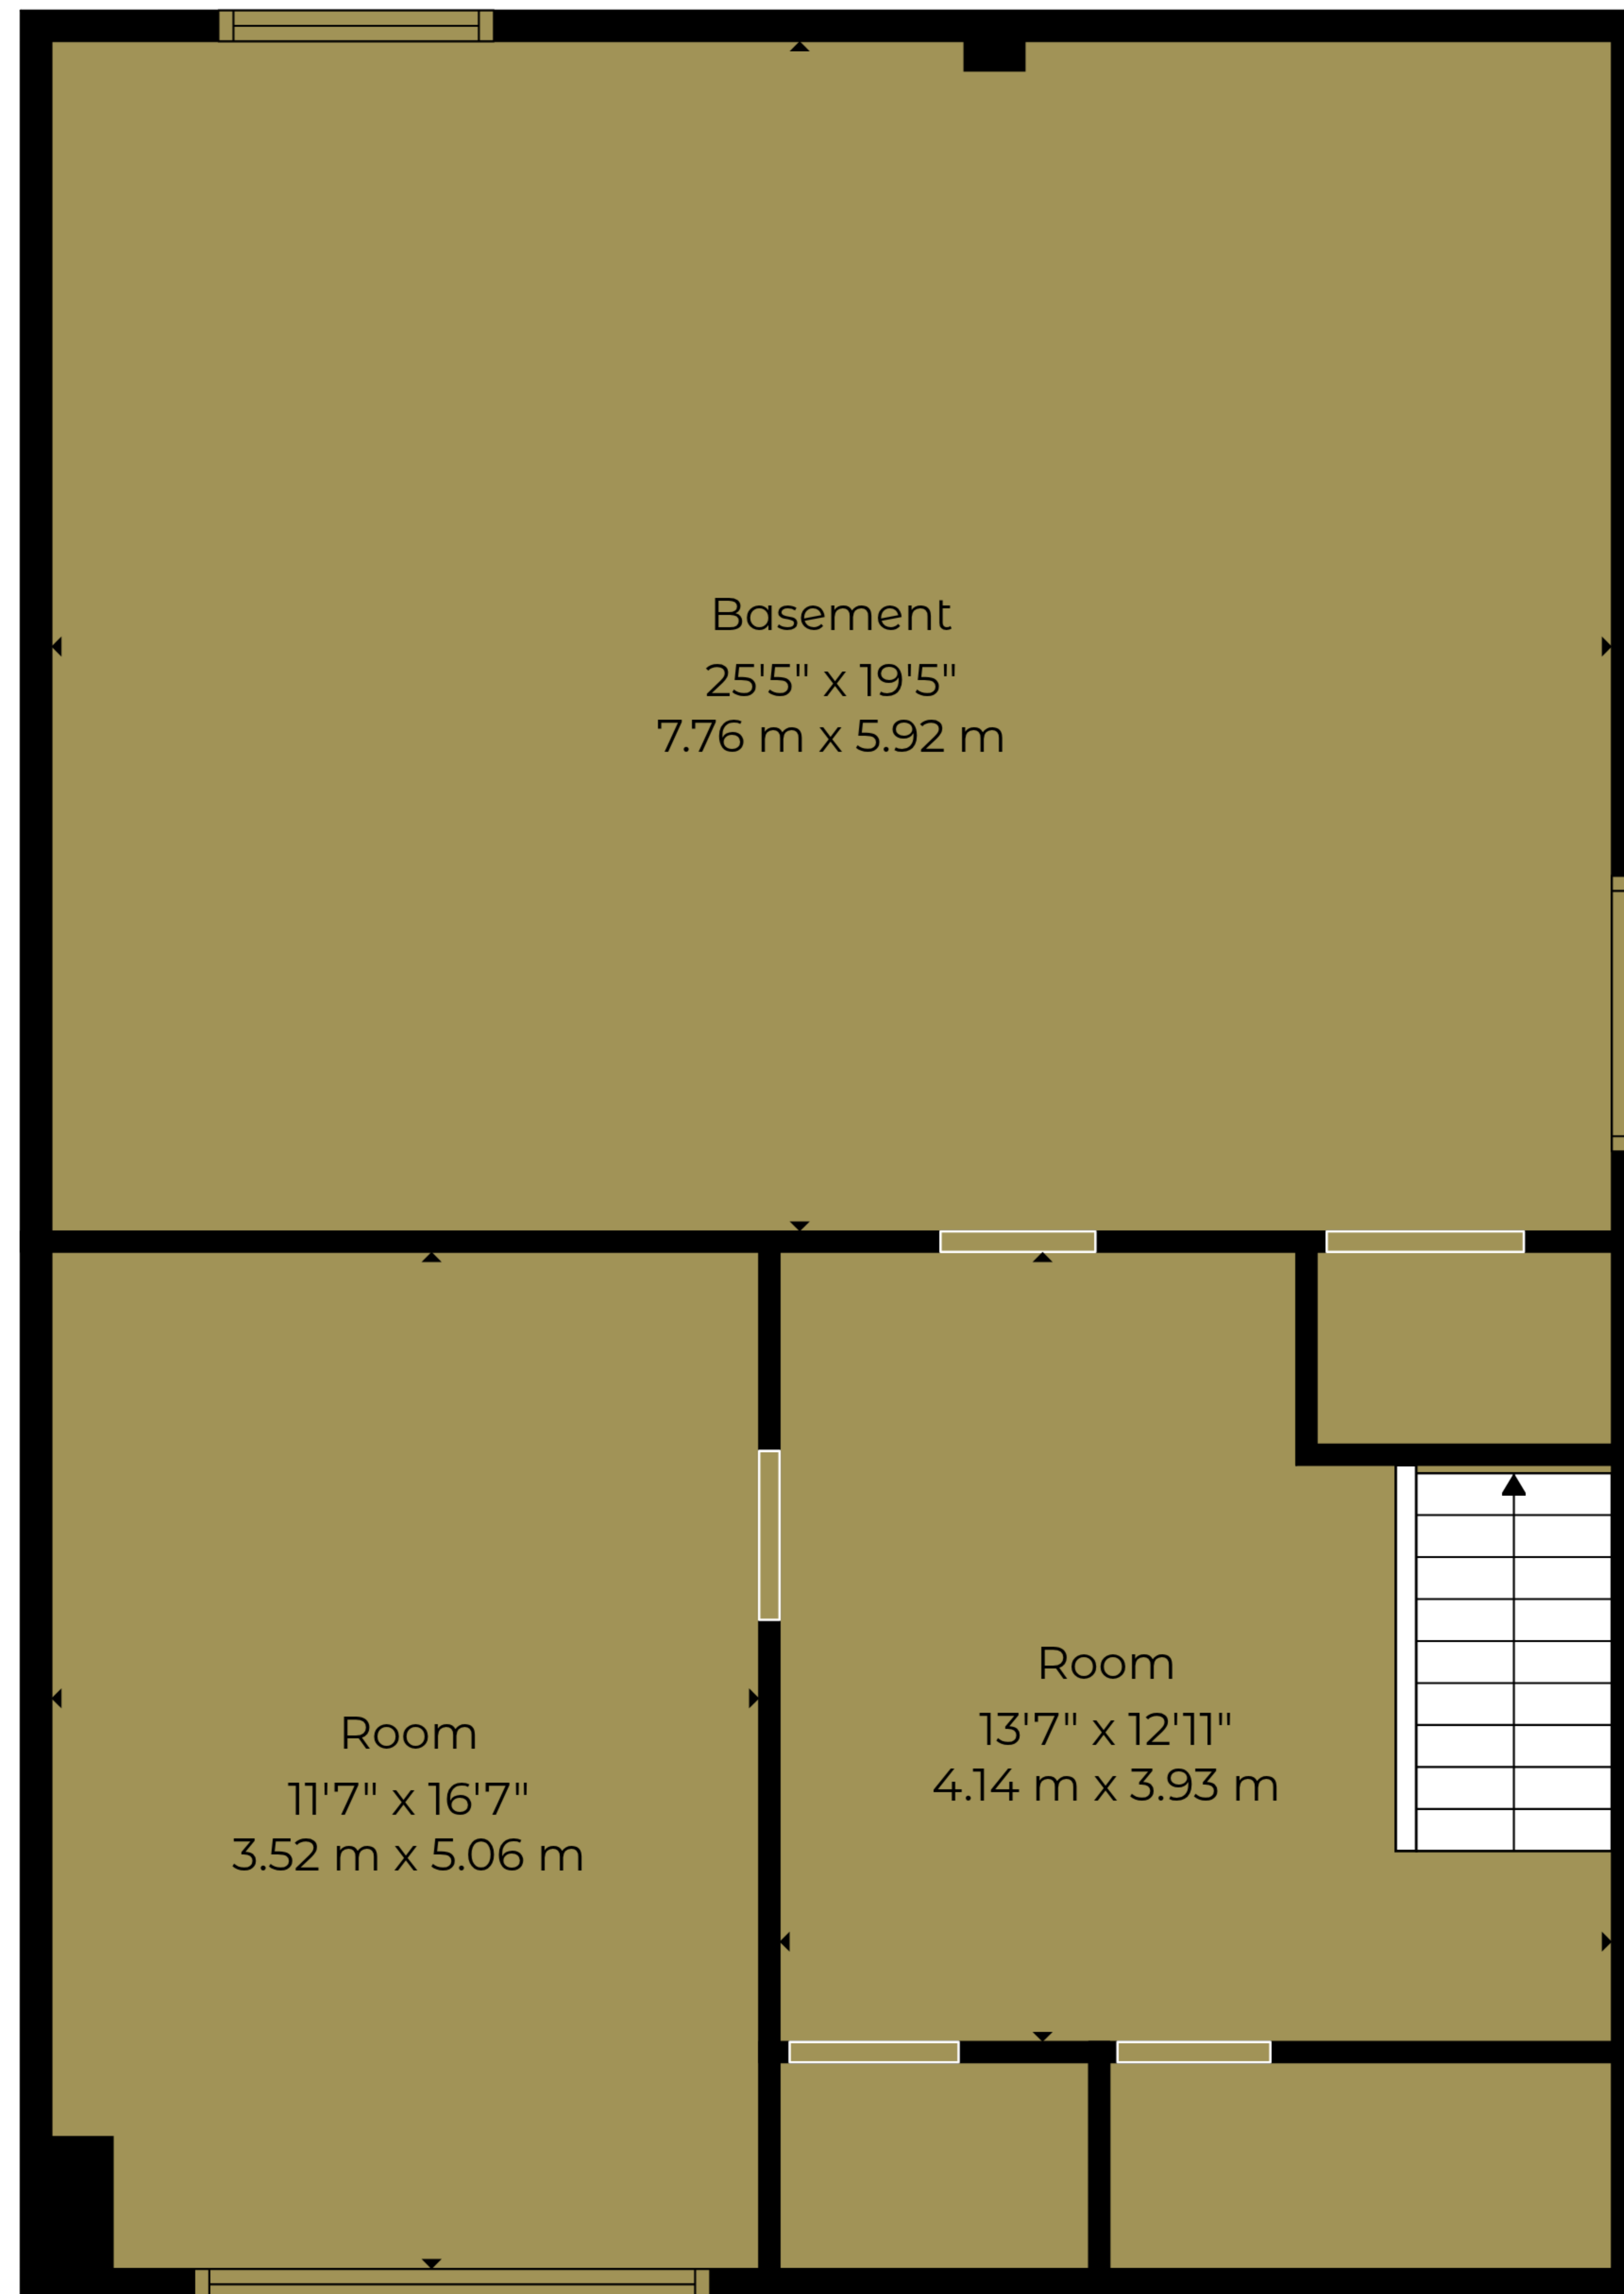 Basement
25'5" x 19'5"
7.76 m x 5.92 m
Room
13'7" x 12'11"
4.14 m x 3.93 m
Room
11'7" x 16'7"
3.52 m x 5.06 m